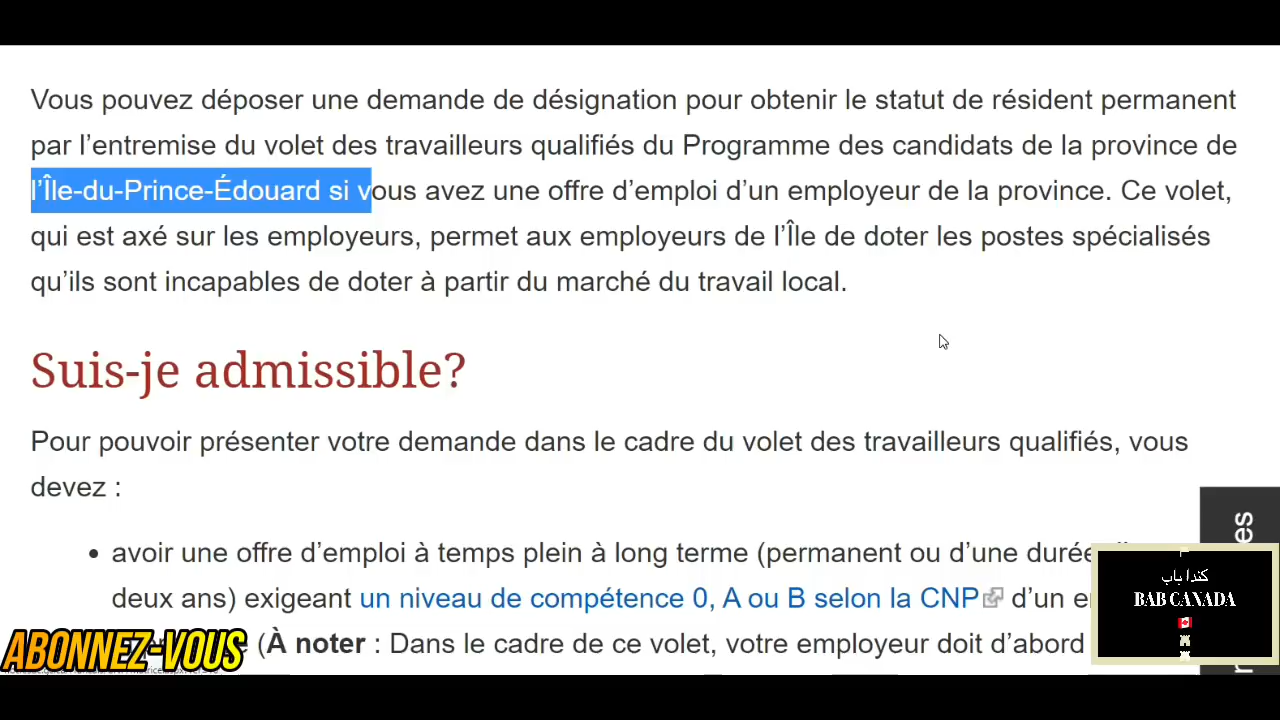 Vous pouvez déposer une demande de désignation pour obtenir le statut de résident permanent
par l’entremise du volet des travailleurs qualifiés du Programme des candidats de la province de
l’Île-du-Prince-Édouard si vous avez une offre d’emploi d’un employeur de la province. Ce volet,
qui est axé sur les employeurs, permet aux employeurs de l’Île de doter les postes spécialisés
qu’ils sont incapables de doter à partir du marché du travail local.
Suis-je admissible?
Pour pouvoir présenter votre demande dans le cadre du volet des travailleurs qualifiés, vous
devez :
• avoir une offre d’emploi à temps plein à long terme (permanent ou d’une durée
deux ans) exigeant un niveau de compétence 0, A ou B selon la CNP d’un
(À noter : Dans le cadre de ce volet, votre employeur doit d’abord
ABONNEZ-VOUS
كندا باب
BAB CANADA